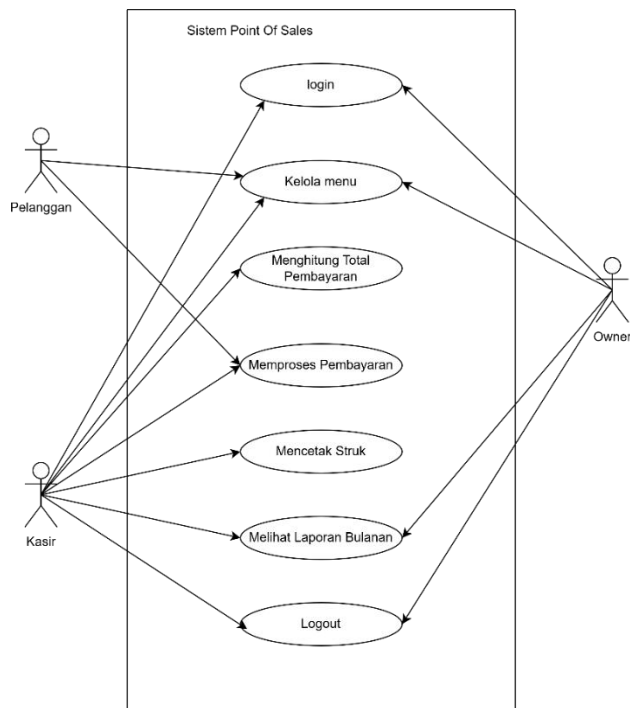 Sistem Point Of Sales
login
Pelanggan
Kelola menu
Menghitung Total
Pembayaran
Owner
Memproses Pembayaran
Mencetak Struk
Kasir
Melihat Laporan Bulanan
Logout